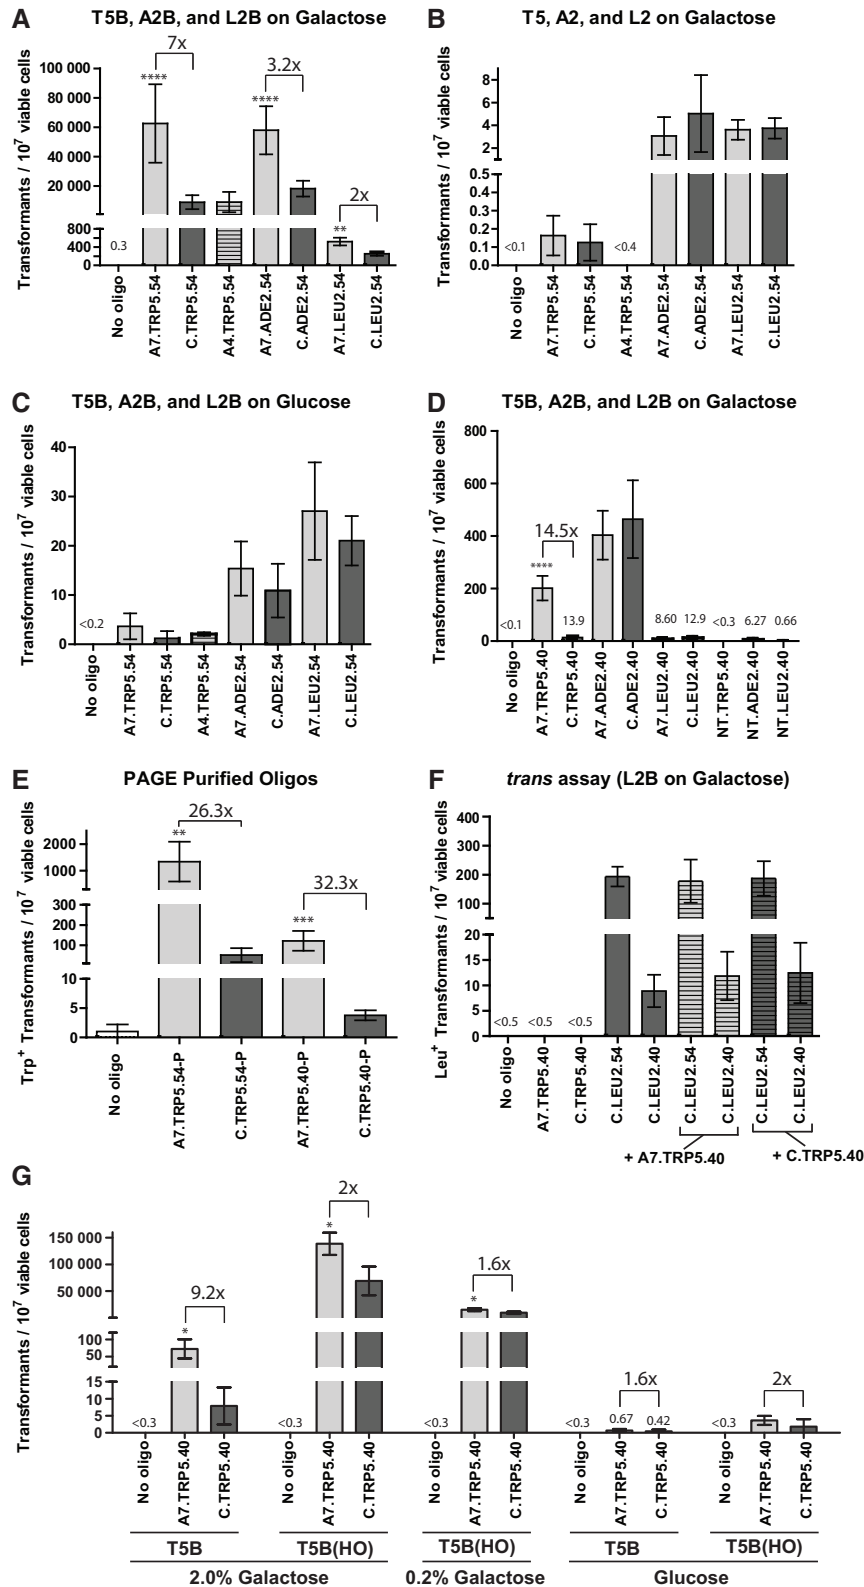 A
T5B, A2B, and L2B on Galactose
Transformants / 10⁷ viable cells
100 000
80 000
60 000
40 000
20 000
800
400
0
0.3
****
7x
****
3.2x
**
2x
No oligo
A7.TRP5.54
C.TRP5.54
A4.TRP5.54
A7.ADE2.54
C.ADE2.54
A7.LEU2.54
C.LEU2.54
B
T5, A2, and L2 on Galactose
Transformants / 10⁷ viable cells
8
6
4
2
0.5
0.4
0.3
0.2
0.1
0.0
<0.1
<0.4
No oligo
A7.TRP5.54
C.TRP5.54
A4.TRP5.54
A7.ADE2.54
C.ADE2.54
A7.LEU2.54
C.LEU2.54
C
T5B, A2B, and L2B on Glucose
Transformants / 10⁷ viable cells
40
30
20
10
0
<0.2
No oligo
A7.TRP5.54
C.TRP5.54
A4.TRP5.54
A7.ADE2.54
C.ADE2.54
A7.LEU2.54
C.LEU2.54
D
T5B, A2B, and L2B on Galactose
Transformants / 10⁷ viable cells
800
600
400
200
0
<0.1
14.5x
****
13.9
8.60
12.9
<0.3
6.27
0.66
No oligo
A7.TRP5.40
C.TRP5.40
A7.ADE2.40
C.ADE2.40
A7.LEU2.40
C.LEU2.40
NT.TRP5.40
NT.ADE2.40
NT.LEU2.40
E
PAGE Purified Oligos
Trp⁺ Transformants / 10⁷ viable cells
2000
1000
300
200
100
10
5
0
26.3x
**
32.3x
***
No oligo
A7.TRP5.54-P
C.TRP5.54-P
A7.TRP5.40-P
C.TRP5.40-P
F
trans assay (L2B on Galactose)
Leu⁺ Transformants / 10⁷ viable cells
400
300
200
100
20
15
10
5
0
<0.5
<0.5
<0.5
No oligo
A7.TRP5.40
C.TRP5.40
C.LEU2.54
C.LEU2.40
C.LEU2.54
C.LEU2.40
C.LEU2.54
C.LEU2.40
+ A7.TRP5.40
+ C.TRP5.40
G
Transformants / 10⁷ viable cells
150 000
100 000
50 000
100
50
15
10
5
0
<0.3
9.2x
*
<0.3
2x
*
<0.3
1.6x
*
<0.3
1.6x
0.67
0.42
<0.3
2x
No oligo
A7.TRP5.40
C.TRP5.40
No oligo
A7.TRP5.40
C.TRP5.40
No oligo
A7.TRP5.40
C.TRP5.40
No oligo
A7.TRP5.40
C.TRP5.40
No oligo
A7.TRP5.40
C.TRP5.40
T5B
T5B(HO)
T5B(HO)
T5B
T5B(HO)
2.0% Galactose
0.2% Galactose
Glucose